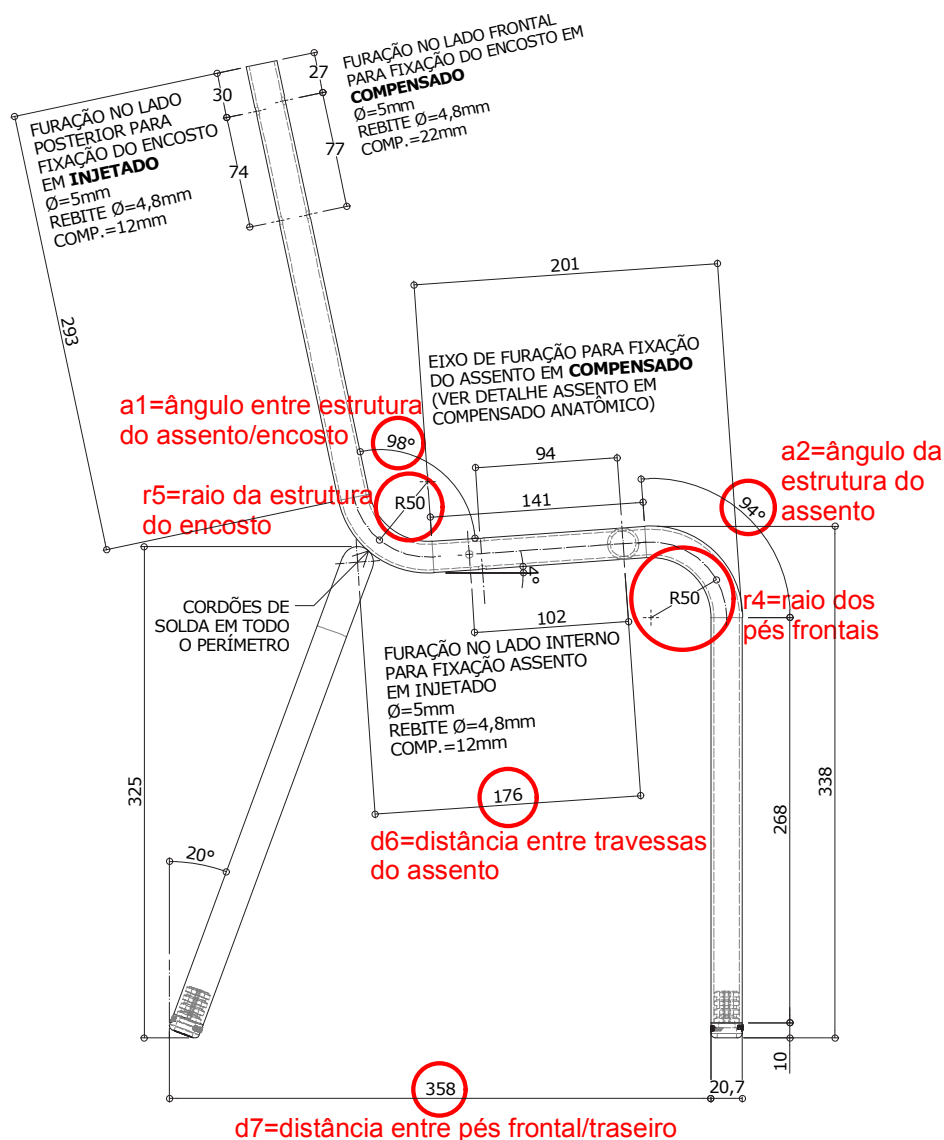 FURAÇÃO NO LADO FRONTAL
PARA FIXAÇÃO DO ENCOSTO EM
COMPENSADO
Ø=5mm
REBITE Ø=4,8mm
COMP.=22mm
27
30
77
74
FURAÇÃO NO LADO
POSTERIOR PARA
FIXAÇÃO DO ENCOSTO
EM INJETADO
Ø=5mm
REBITE Ø=4,8mm
COMP.=12mm
293
201
EIXO DE FURAÇÃO PARA FIXAÇÃO
DO ASSENTO EM COMPENSADO
(VER DETALHE ASSENTO EM
COMPENSADO ANATÔMICO)
a1=ângulo entre estrutura
do assento/encosto
98°
94
a2=ângulo da
estrutura do
assento
94°
r5=raio da estrutura
do encosto
R50
141
R50
r4=raio dos
pés frontais
CORDÕES DE
SOLDA EM TODO
O PERÍMETRO
102
FURAÇÃO NO LADO INTERNO
PARA FIXAÇÃO ASSENTO
EM INJETADO
Ø=5mm
REBITE Ø=4,8mm
COMP.=12mm
325
176
338
268
d6=distância entre travessas
do assento
20°
10
358
20,7
d7=distância entre pés frontal/traseiro